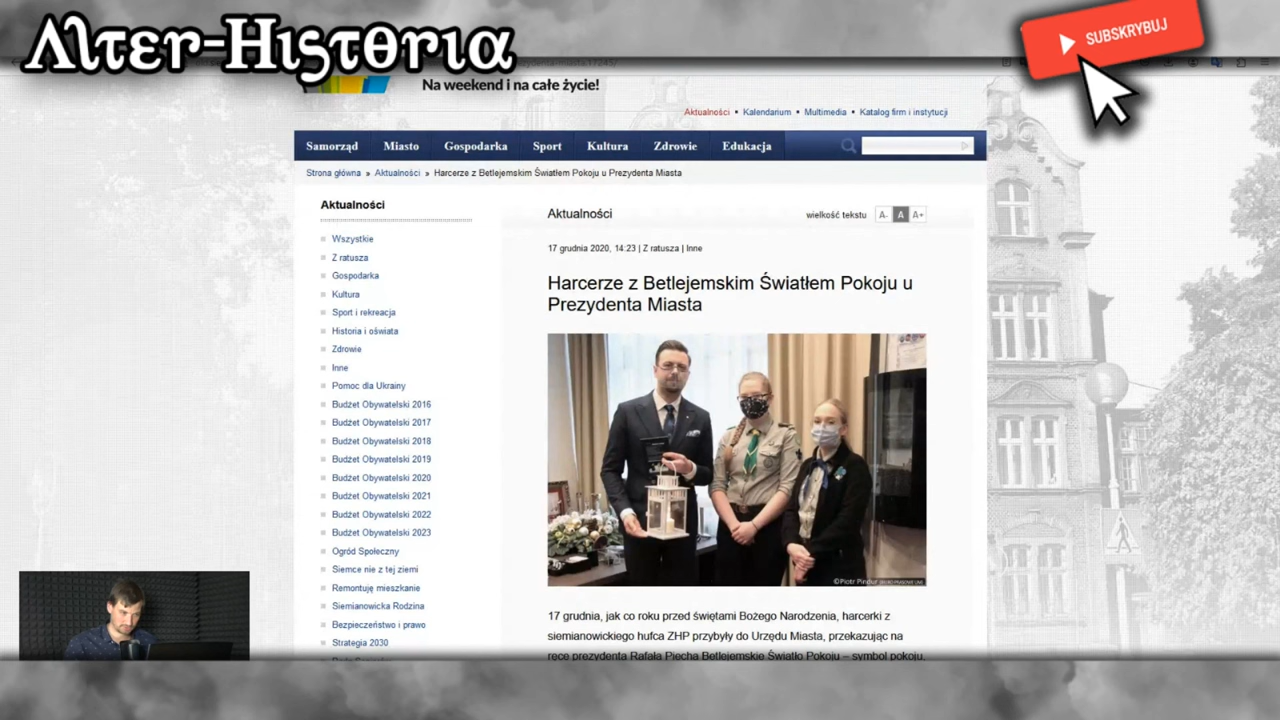 Alter-Historia
SUBSKRYBUJ
Na weekend i na całe życie!
Aktualności • Kalendarium • Multimedia • Katalog firm i instytucji
Samorząd Miasto Gospodarka Sport Kultura Zdrowie Edukacja
Strona główna » Aktualności » Harcerze z Betlejemskim Światłem Pokoju u Prezydenta Miasta
Aktualności
Wszystkie
Z ratusza
Gospodarka
Kultura
Sport i rekreacja
Historia i oświata
Zdrowie
Inne
Pomoc dla Ukrainy
Budżet Obywatelski 2016
Budżet Obywatelski 2017
Budżet Obywatelski 2018
Budżet Obywatelski 2019
Budżet Obywatelski 2020
Budżet Obywatelski 2021
Budżet Obywatelski 2022
Budżet Obywatelski 2023
Ogród Społeczny
Siemce nie z tej ziemi
Remontuję mieszkanie
Siemianowicka Rodzina
Bezpieczeństwo i prawo
Strategia 2030
Aktualności
wielkość tekstu A- A A+
17 grudnia 2020, 14:23 | Z ratusza | Inne
Harcerze z Betlejemskim Światłem Pokoju u
Prezydenta Miasta
©Piotr Pindur
17 grudnia, jak co roku przed świętami Bożego Narodzenia, harcerki z
siemianowickiego hufca ZHP przybyły do Urzędu Miasta, przekazując na
ręce prezydenta Rafała Piecha Betlejemskie Światło Pokoju – symbol pokoju,